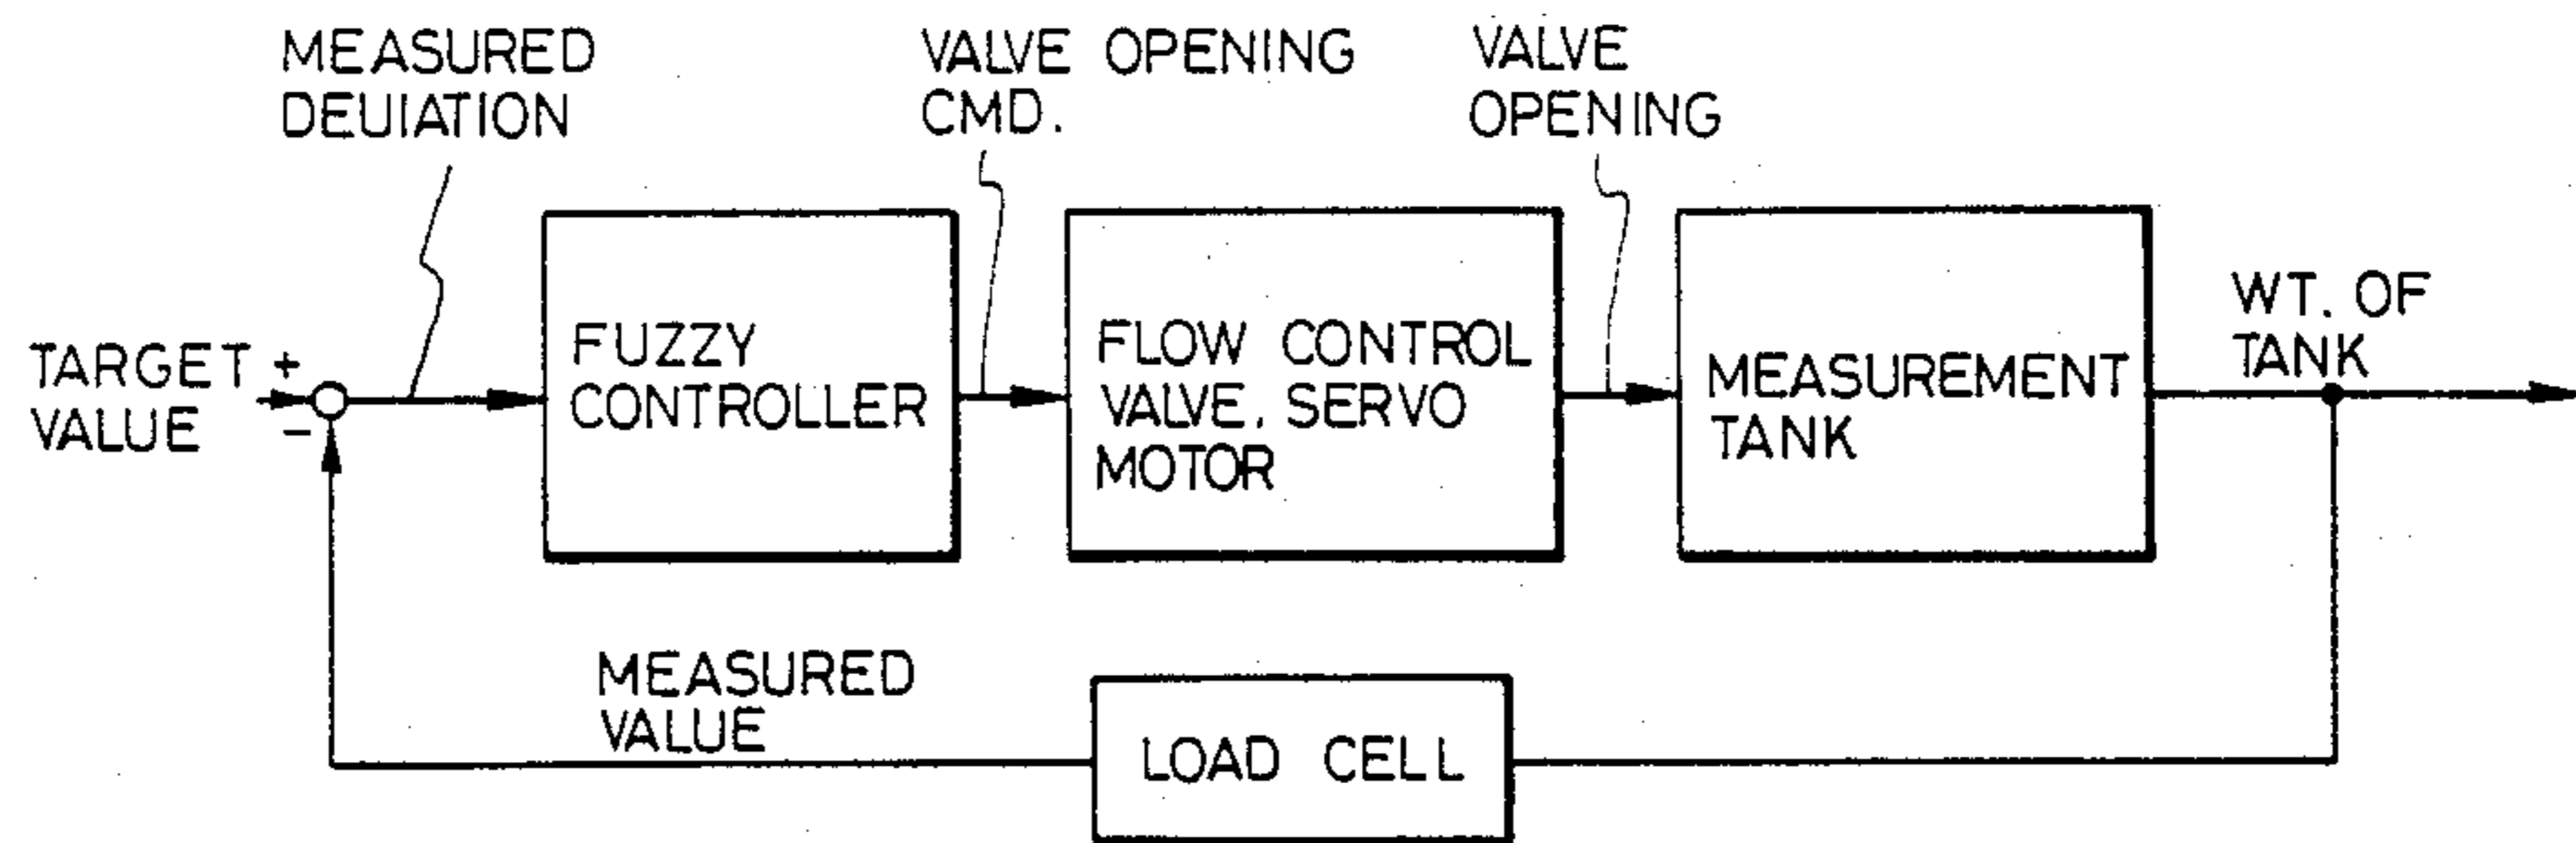 MEASURED
DEUIATION
VALVE OPENING
CMD.
VALVE
OPENING
TARGET +
VALUE -
FUZZY
CONTROLLER
FLOW CONTROL
VALVE. SERVO
MOTOR
MEASUREMENT
TANK
WT. OF
TANK
MEASURED
VALUE
LOAD CELL